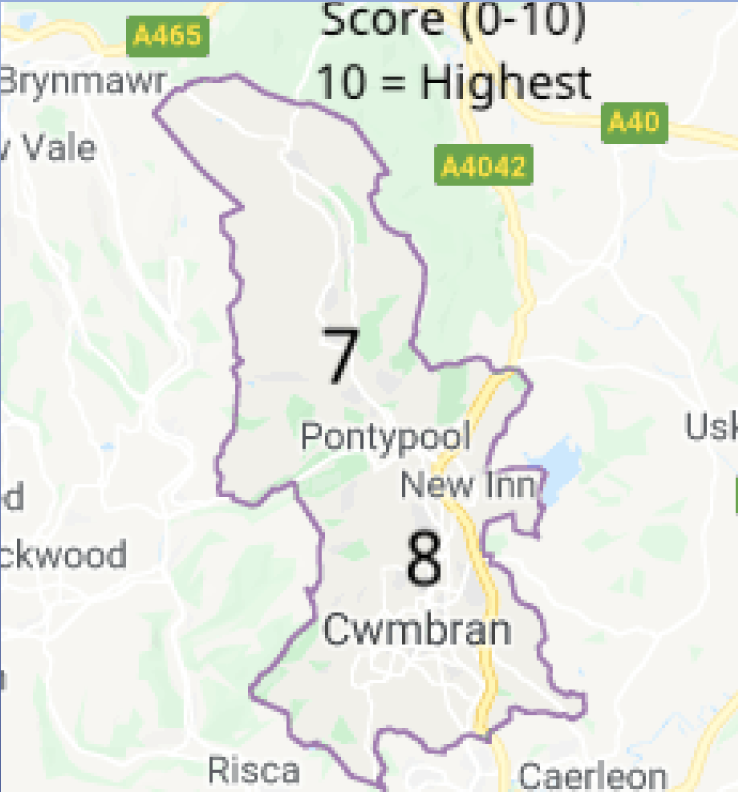 Score (0-10)
10 = Highest
A465
Brynmawr
A40
Vale
A4042
7
Pontypool
Usk
New Inn
8
Cwmbran
Risca
Caerleon